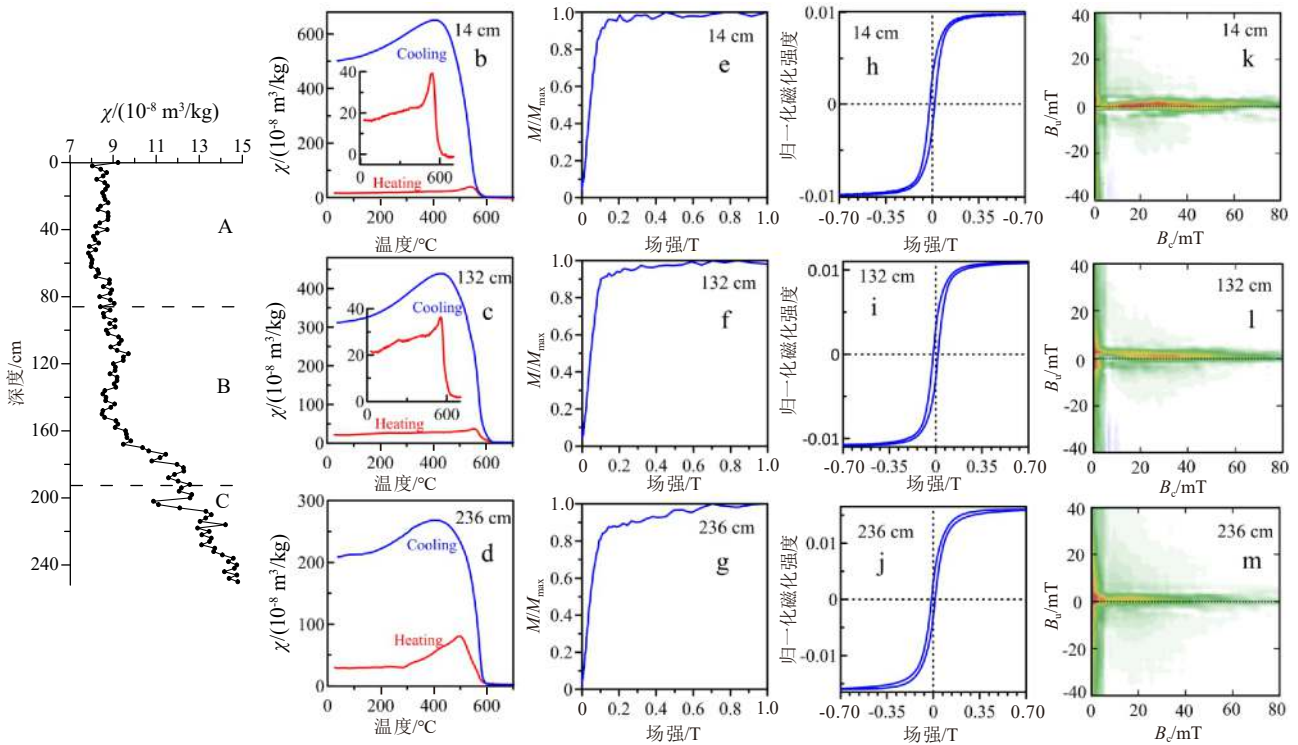 χ/(10⁻⁸ m³/kg)
7 9 11 13 15
深度/cm
0
40
80
120
160
200
240
A
B
C
χ/(10⁻⁸ m³/kg)
600
500
400
300
200
100
0
14 cm
Cooling
b
40
20
0
0 600
Heating
0 200 400 600
温度/℃
M/Mmax
1.0
0.8
0.6
0.4
0.2
0
14 cm
e
0 0.2 0.4 0.6 0.8 1.0
场强/T
归一化磁化强度
0.01
0
-0.01
14 cm
h
-0.70 -0.35 0 -0.35 -0.70
场强/T
Bu/mT
40
20
0
-20
-40
14 cm
k
0 20 40 60 80
Bc/mT
χ/(10⁻⁸ m³/kg)
400
300
200
100
0
132 cm
Cooling
c
40
20
0
0 600
Heating
0 200 400 600
温度/℃
M/Mmax
1.0
0.8
0.6
0.4
0.2
0
132 cm
f
0 0.2 0.4 0.6 0.8 1.0
场强/T
归一化磁化强度
0.01
0
-0.01
132 cm
i
-0.70 -0.35 0 0.35 0.70
场强/T
Bu/mT
40
20
0
-20
-40
132 cm
l
0 20 40 60 80
Bc/mT
χ/(10⁻⁸ m³/kg)
300
200
100
0
236 cm
Cooling
d
Heating
0 200 400 600
温度/℃
M/Mmax
1.0
0.8
0.6
0.4
0.2
0
236 cm
g
0 0.2 0.4 0.6 0.8 1.0
场强/T
归一化磁化强度
0.01
0
-0.01
236 cm
j
-0.70 -0.35 0 0.35 0.70
场强/T
Bu/mT
40
20
0
-20
-40
236 cm
m
0 20 40 60 80
Bc/mT